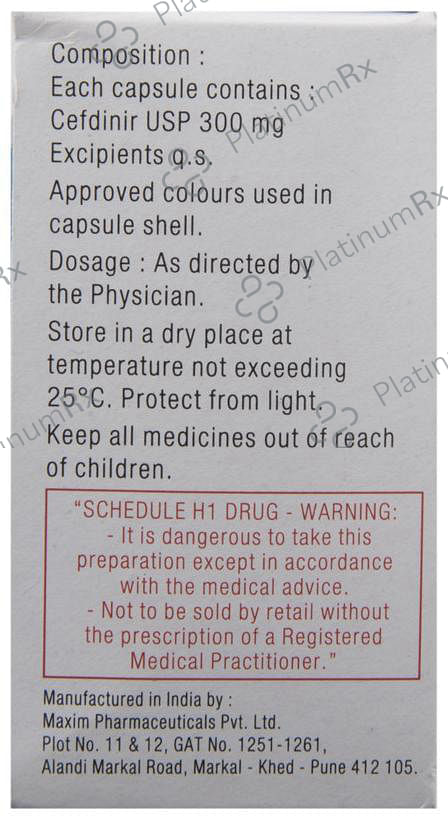 Composition :
Each capsule contains :
Cefdinir USP 300 mg
Excipients q.s.
Approved colours used in
capsule shell.
Dosage : As directed by
the Physician.
Store in a dry place at
temperature not exceeding
25°C. Protect from light.
Keep all medicines out of reach
of children.
"SCHEDULE H1 DRUG - WARNING:
- It is dangerous to take this
preparation except in accordance
with the medical advice.
- Not to be sold by retail without
the prescription of a Registered
Medical Practitioner."
Manufactured in India by :
Maxim Pharmaceuticals Pvt. Ltd.
Plot No. 11 & 12, GAT No. 1251-1261,
Alandi Markal Road, Markal - Khed - Pune 412 105.
PlatinumRx
PlatinumRx
PlatinumRx